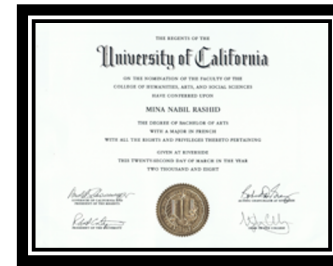 THE REGENTS OF THE
University of California
ON THE NOMINATION OF THE FACULTY OF THE
COLLEGE OF HUMANITIES, ARTS, AND SOCIAL SCIENCES
HAVE CONFERRED UPON
MINA NABIL RASHID
THE DEGREE OF BACHELOR OF ARTS
WITH A MAJOR IN FRENCH
WITH ALL THE RIGHTS AND PRIVILEGES THERETO PERTAINING
GIVEN AT RIVERSIDE
THIS TWENTY-SECOND DAY OF MARCH IN THE YEAR
TWO THOUSAND AND EIGHT